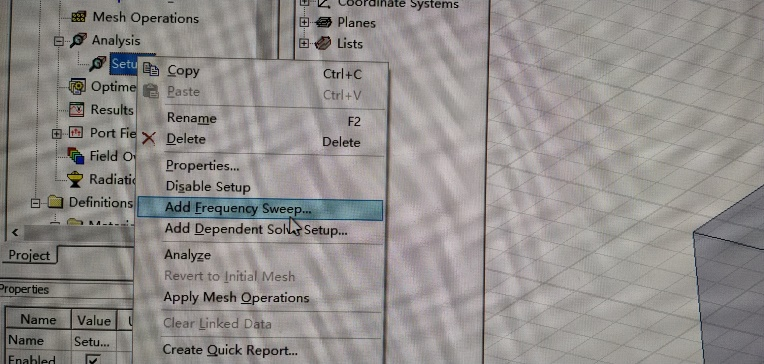 Mesh Operations
Analysis
Setu
Optime
Results
Port Fie
Field Ov
Radiatio
Definitions
Project
Properties
Name Value
Name Setu...
Enabled
Coordinate Systems
Planes
Lists
Copy Ctrl+C
Paste Ctrl+V
Rename F2
Delete Delete
Properties...
Disable Setup
Add Frequency Sweep...
Add Dependent Solve Setup...
Analyze
Revert to Initial Mesh
Apply Mesh Operations
Clear Linked Data
Create Quick Report...